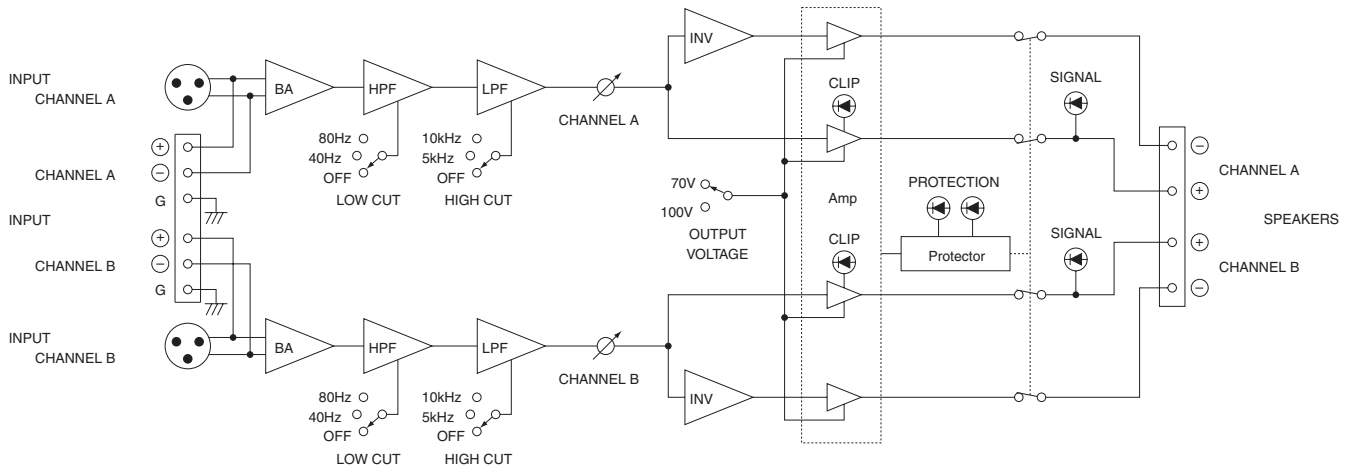 INPUT
CHANNEL A
BA
HPF
LPF
CHANNEL A
INV
CLIP
SIGNAL
80Hz
40Hz
OFF
LOW CUT
10kHz
5kHz
OFF
HIGH CUT
+
CHANNEL A
−
G
INPUT
+
CHANNEL B
−
G
70V
100V
OUTPUT
VOLTAGE
Amp
PROTECTION
Protector
CLIP
SIGNAL
−
CHANNEL A
+
SPEAKERS
+
CHANNEL B
−
INPUT
CHANNEL B
BA
HPF
LPF
CHANNEL B
INV
80Hz
40Hz
OFF
LOW CUT
10kHz
5kHz
OFF
HIGH CUT